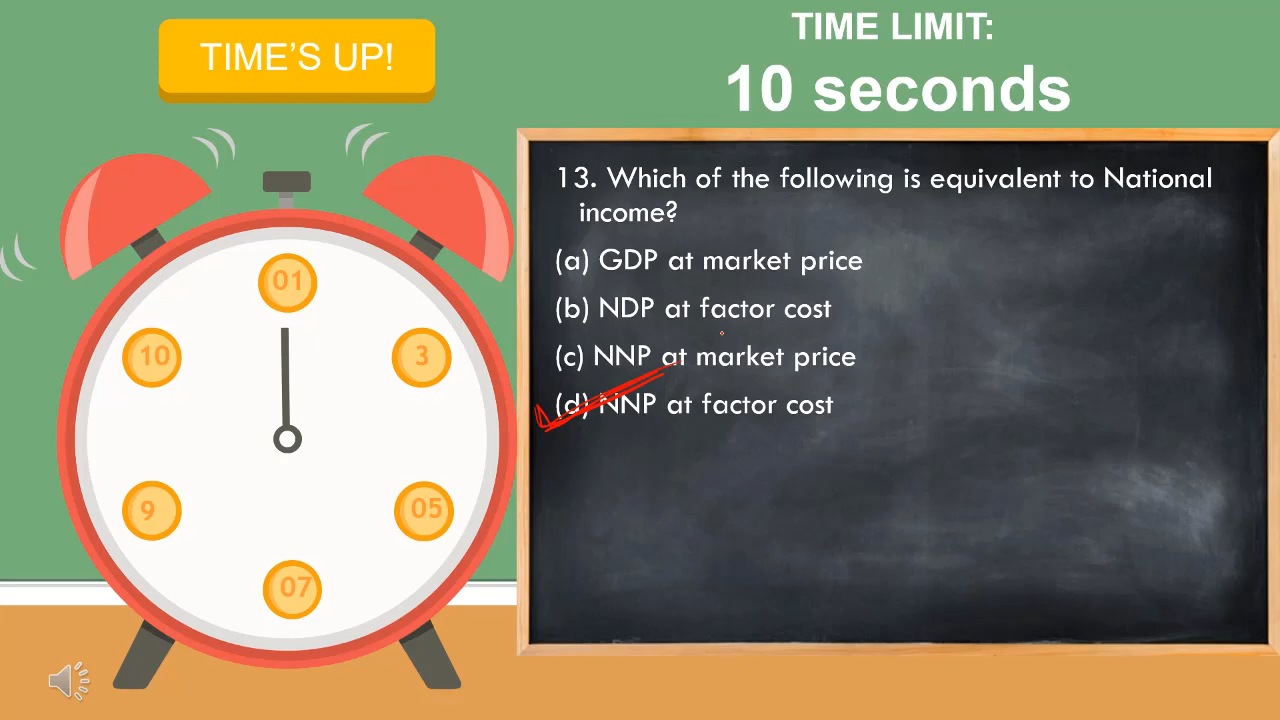 TIME'S UP!
TIME LIMIT:
10 seconds
01
10
3
9
05
07
13. Which of the following is equivalent to National
income?
(a) GDP at market price
(b) NDP at factor cost
(c) NNP at market price
(d) NNP at factor cost